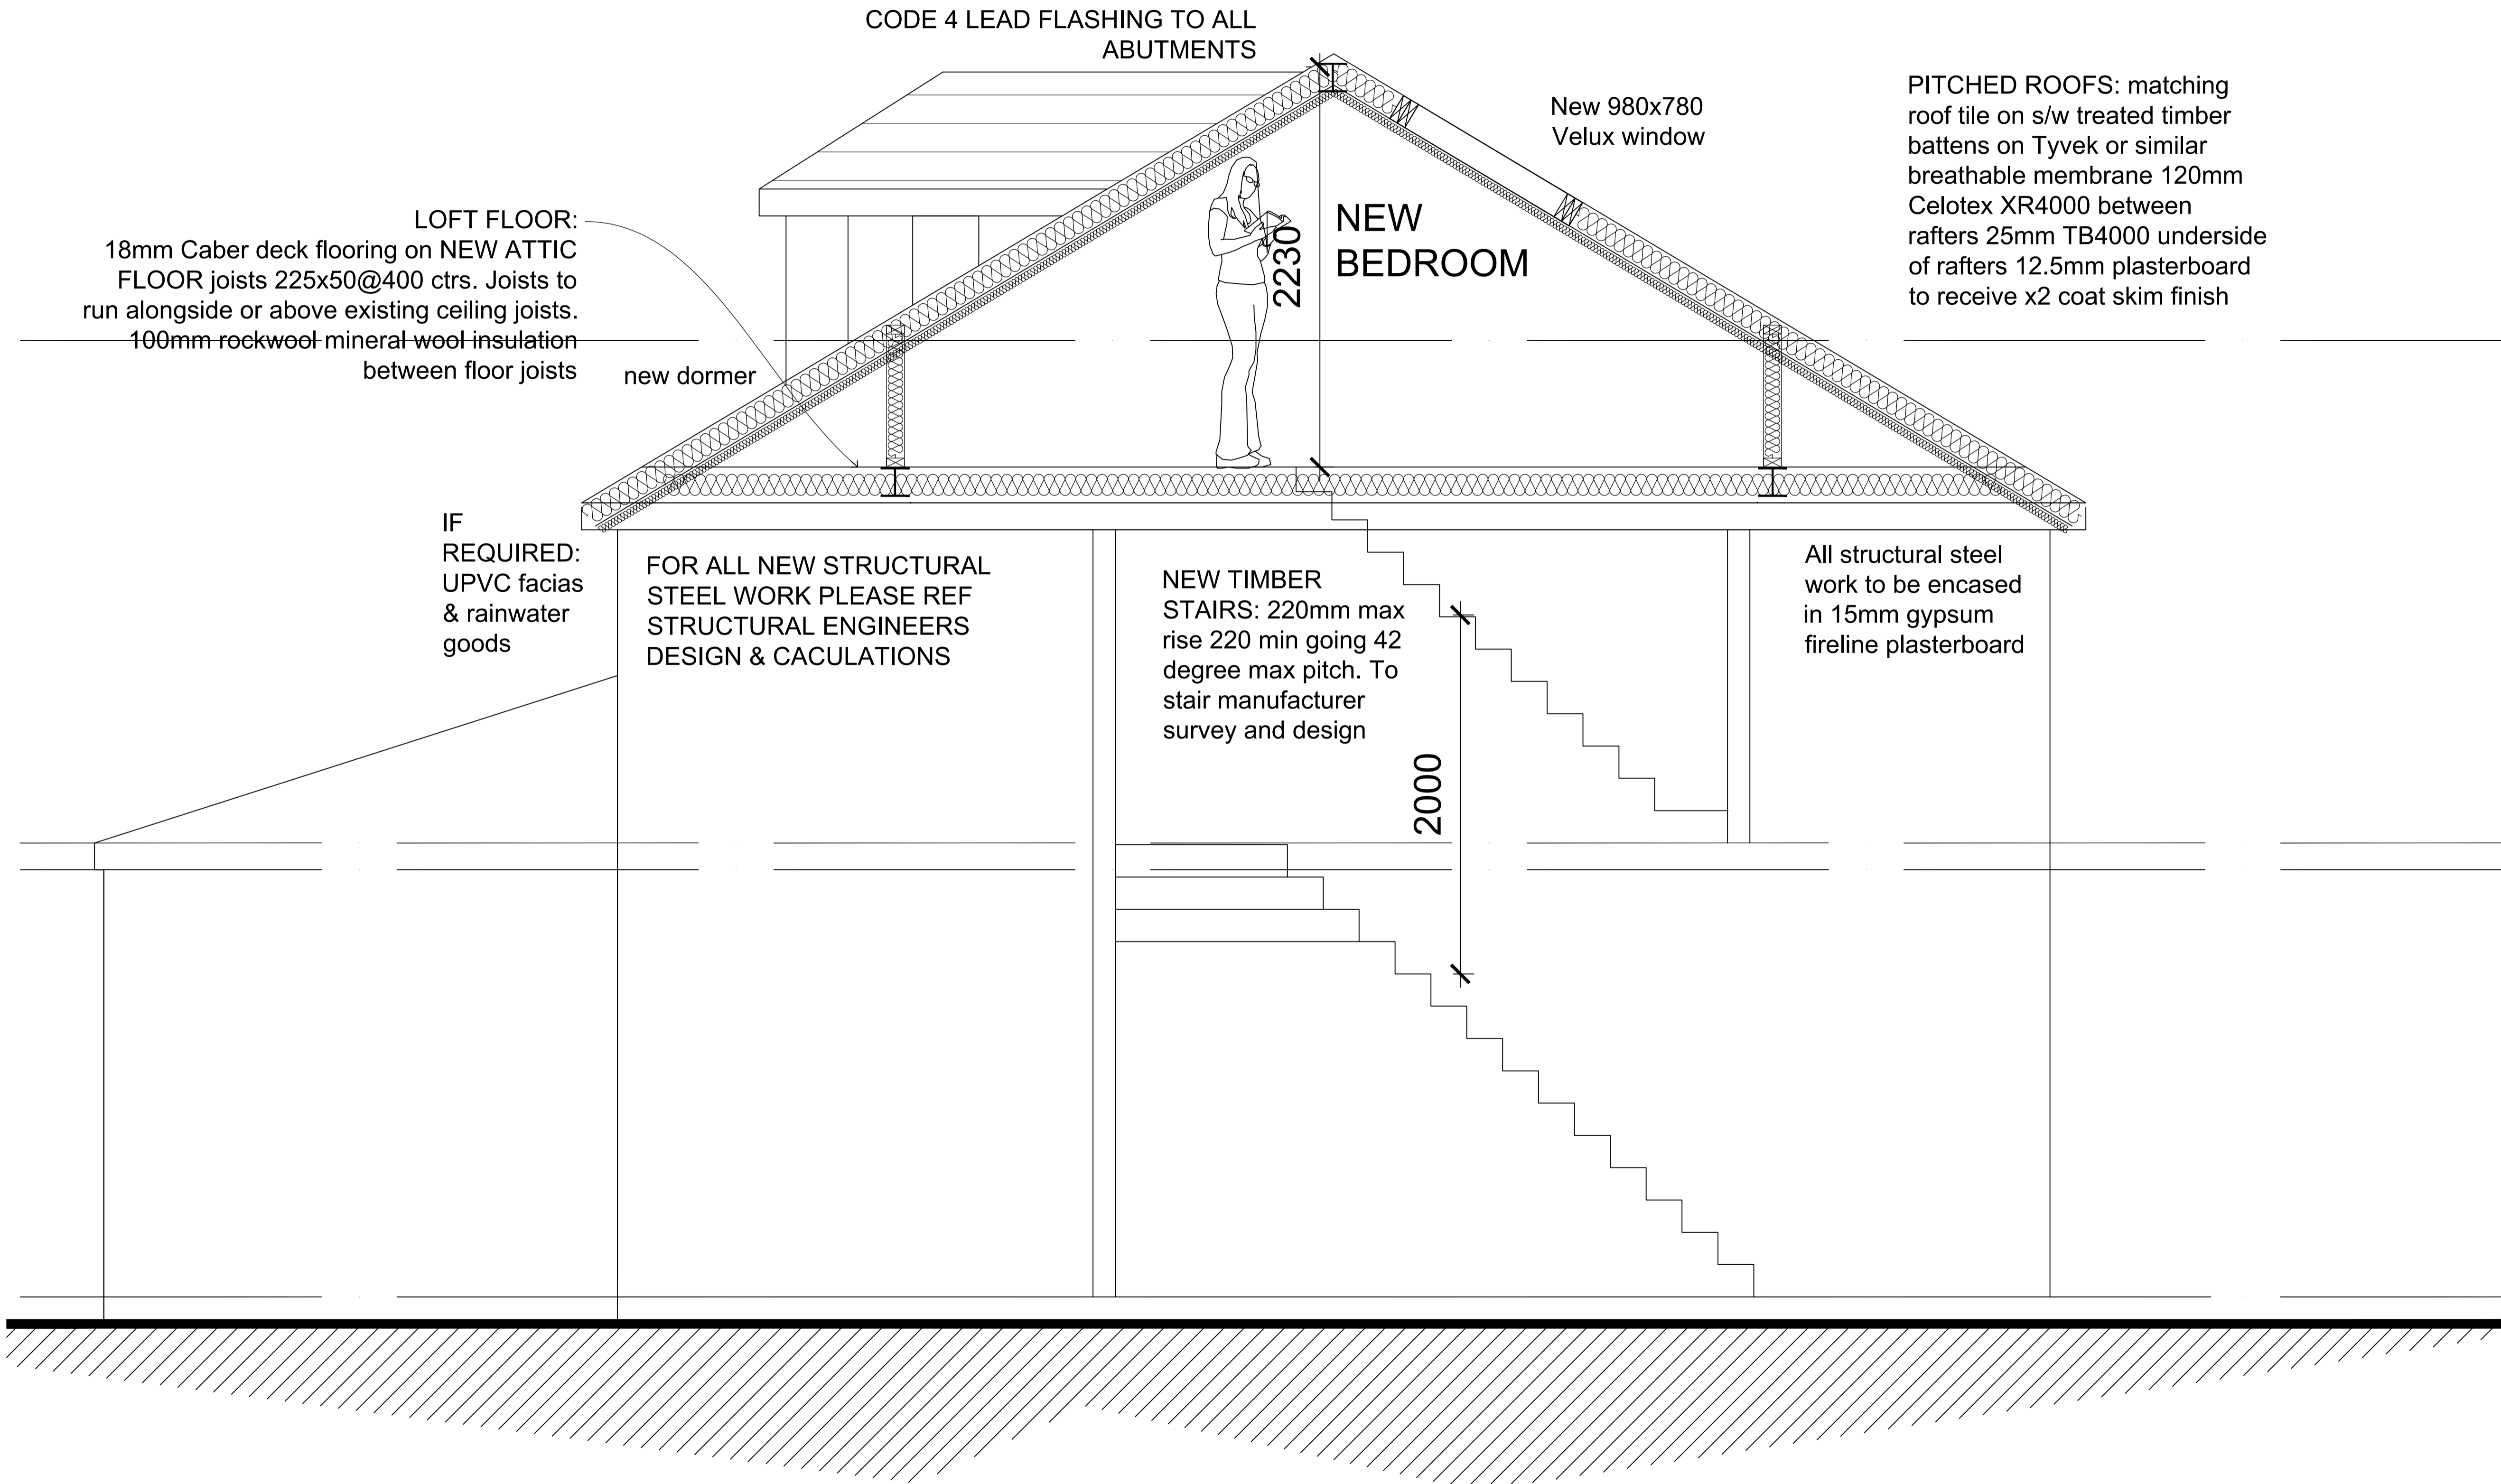 CODE 4 LEAD FLASHING TO ALL
ABUTMENTS
New 980x780
Velux window
PITCHED ROOFS: matching
roof tile on s/w treated timber
battens on Tyvek or similar
breathable membrane 120mm
Celotex XR4000 between
rafters 25mm TB4000 underside
of rafters 12.5mm plasterboard
to receive x2 coat skim finish
LOFT FLOOR:
18mm Caber deck flooring on NEW ATTIC
FLOOR joists 225x50@400 ctrs. Joists to
run alongside or above existing ceiling joists.
100mm rockwool mineral wool insulation
between floor joists
new dormer
2230
NEW
BEDROOM
IF
REQUIRED:
UPVC facias
& rainwater
goods
FOR ALL NEW STRUCTURAL
STEEL WORK PLEASE REF
STRUCTURAL ENGINEERS
DESIGN & CACULATIONS
NEW TIMBER
STAIRS: 220mm max
rise 220 min going 42
degree max pitch. To
stair manufacturer
survey and design
2000
All structural steel
work to be encased
in 15mm gypsum
fireline plasterboard